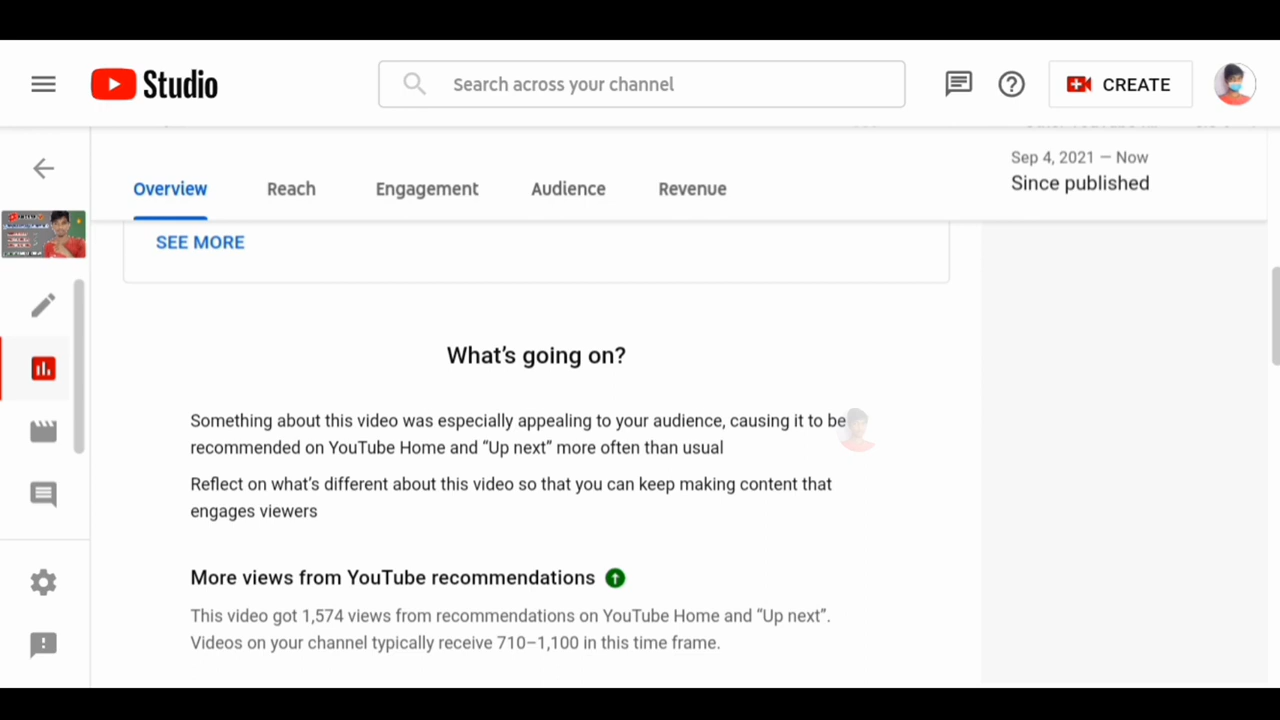 Studio
Search across your channel
CREATE
Sep 4, 2021 – Now
Since published
Overview
Reach
Engagement
Audience
Revenue
SEE MORE
What's going on?
Something about this video was especially appealing to your audience, causing it to be
recommended on YouTube Home and “Up next” more often than usual
Reflect on what's different about this video so that you can keep making content that
engages viewers
More views from YouTube recommendations
This video got 1,574 views from recommendations on YouTube Home and “Up next”.
Videos on your channel typically receive 710–1,100 in this time frame.